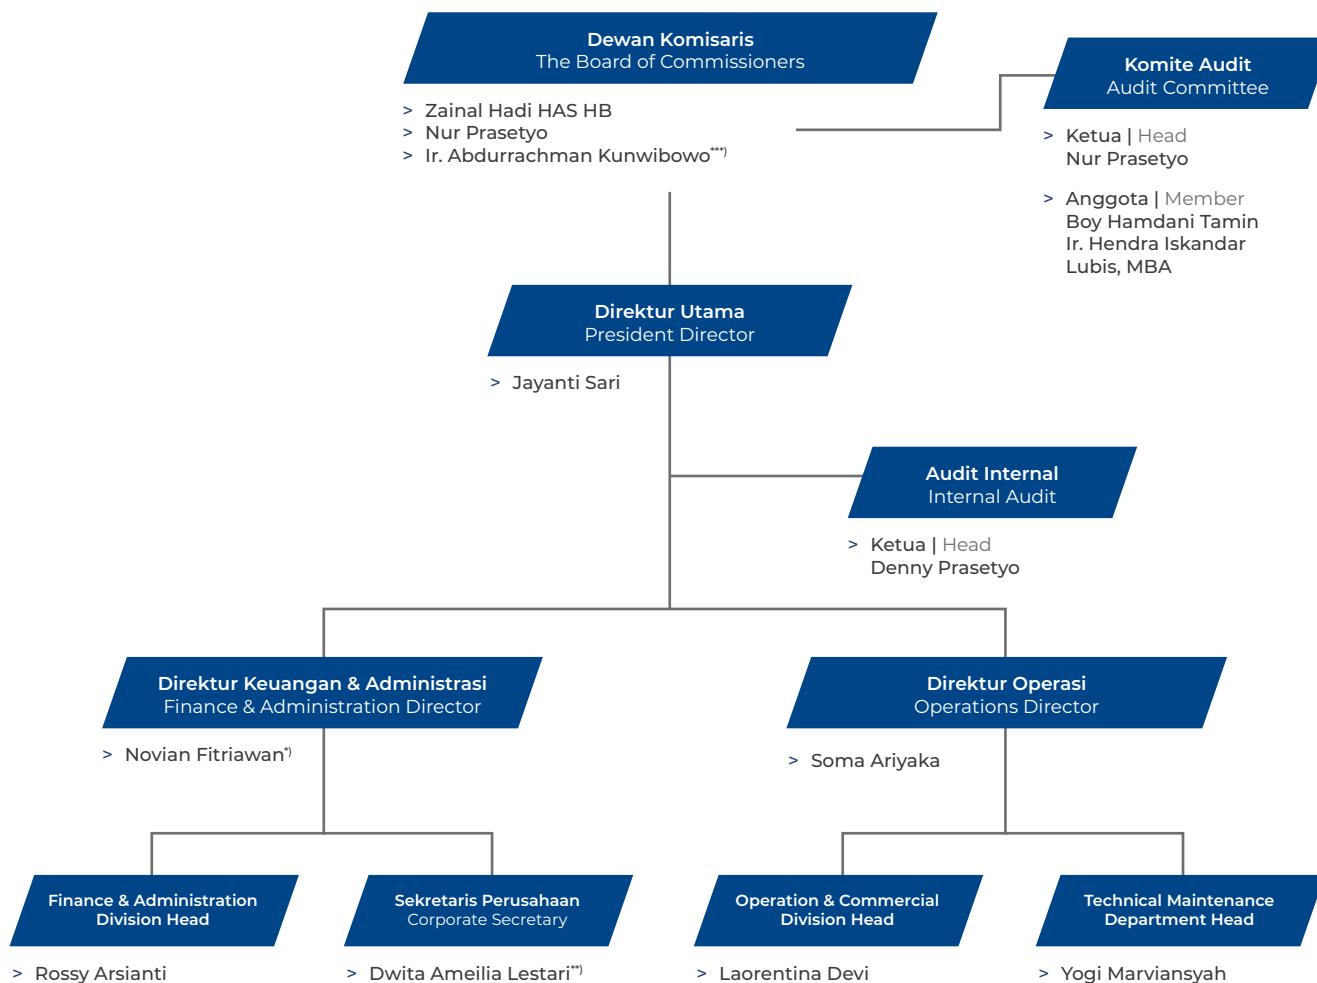 Dewan Komisaris
The Board of Commissioners
> Zainal Hadi HAS HB
> Nur Prasetyo
> Ir. Abdurrachman Kunwibowo***)
Komite Audit
Audit Committee
> Ketua | Head
Nur Prasetyo
> Anggota | Member
Boy Hamdani Tamin
Ir. Hendra Iskandar
Lubis, MBA
Direktur Utama
President Director
> Jayanti Sari
Audit Internal
Internal Audit
> Ketua | Head
Denny Prasetyo
Direktur Keuangan & Administrasi
Finance & Administration Director
> Novian Fitriawan*)
Direktur Operasi
Operations Director
> Soma Ariyaka
Finance & Administration
Division Head
> Rossy Arsianti
Sekretaris Perusahaan
Corporate Secretary
> Dwita Ameilia Lestari**)
Operation & Commercial
Division Head
> Laorentina Devi
Technical Maintenance
Department Head
> Yogi Marviansyah